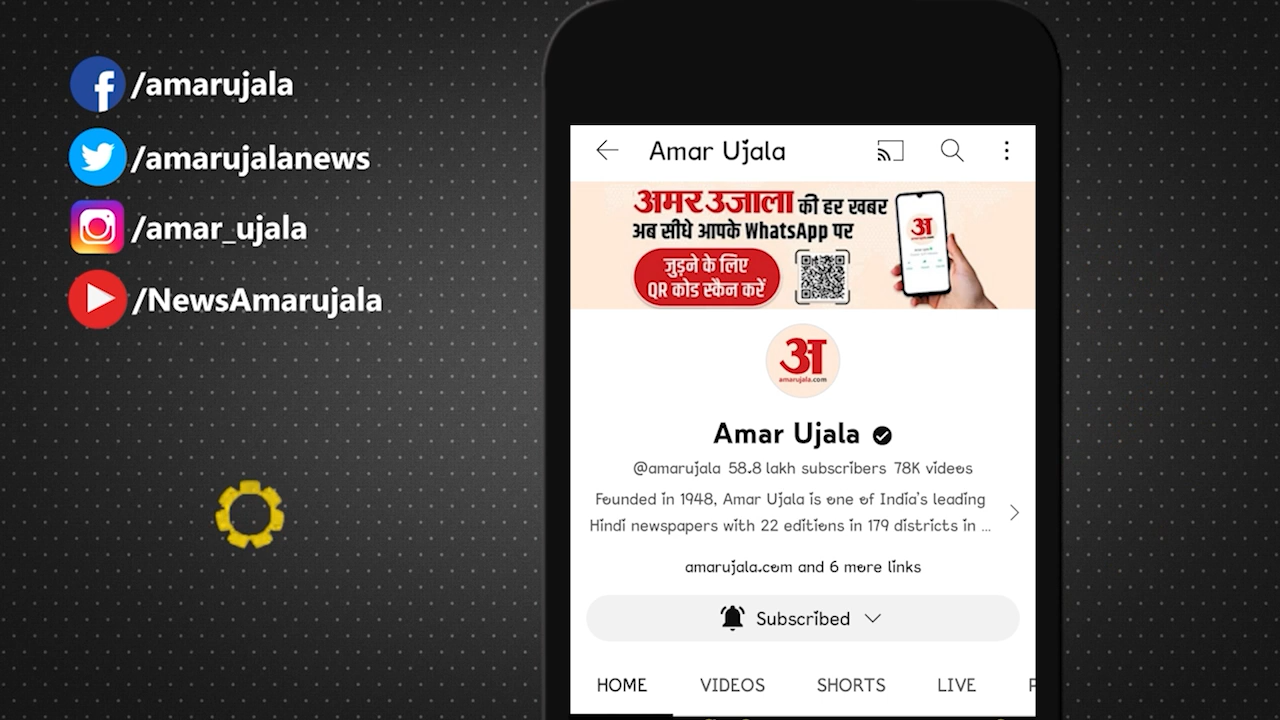 /amarujala
/amarujalanews
/amar_ujala
/NewsAmarujala
Amar Ujala
अमर उजाला की हर खबर
अब सीधे आपके WhatsApp पर
जुड़ने के लिए
QR कोड स्कैन करें
अ
अ
amarujala.com
Amar Ujala
@amarujala 58.8 lakh subscribers 78K videos
Founded in 1948, Amar Ujala is one of India's leading
Hindi newspapers with 22 editions in 179 districts in ...
amarujala.com and 6 more links
Subscribed
HOME VIDEOS SHORTS LIVE